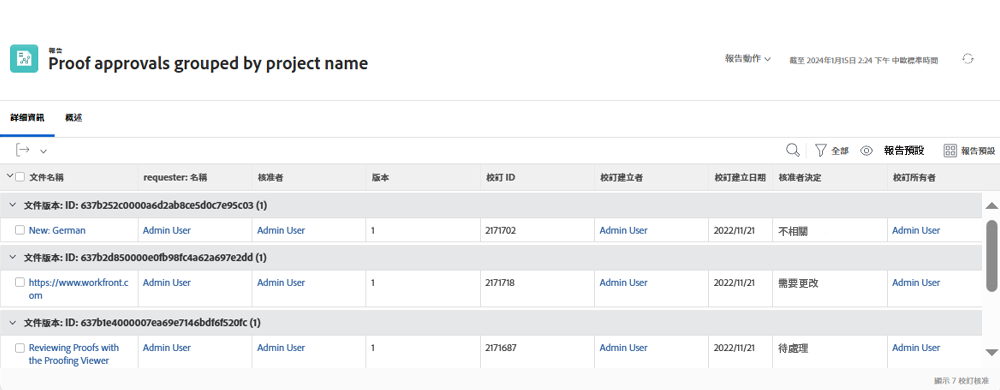 報告
Proof approvals grouped by project name
報告動作
截至 2024年1月15日 2:24 下午 中歐標準時間
詳細資訊 概述
全部 報告預設 報告預設
文件名稱 requester: 名稱 核准者 版本 校訂 ID 校訂建立者 校訂建立日期 核准者決定 校訂所有者
文件版本: ID: 637b252c0000a6d2ab8ce5d0c7e95c03 (1)
New: German Admin User Admin User 1 2171702 Admin User 2022/11/21 不相關 Admin User
文件版本: ID: 637b2d850000e0fb98fc4a62a697e2dd (1)
https://www.workfront.c Admin User Admin User 1 2171718 Admin User 2022/11/21 需要更改 Admin User
om
文件版本: ID: 637b1e4000007ea69e7146bdf6f520fc (1)
Reviewing Proofs with Admin User Admin User 1 2171687 Admin User 2022/11/21 待處理 Admin User
the Proofing Viewer
顯示 7 校訂核准